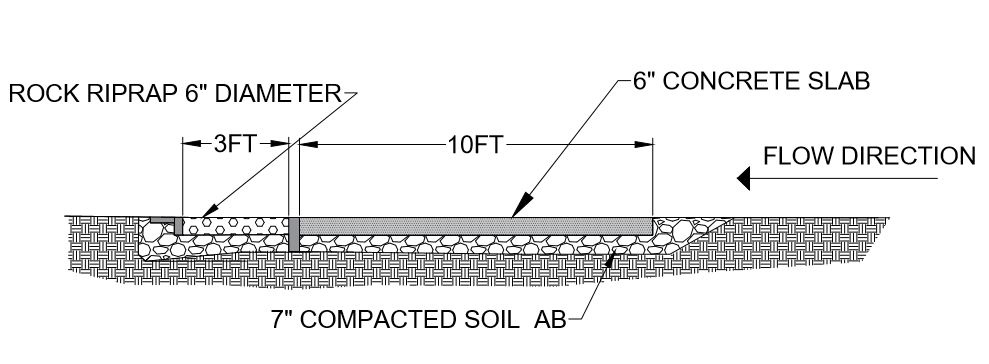 6" CONCRETE SLAB
ROCK RIPRAP 6" DIAMETER
3FT
10FT
FLOW DIRECTION
7" COMPACTED SOIL AB